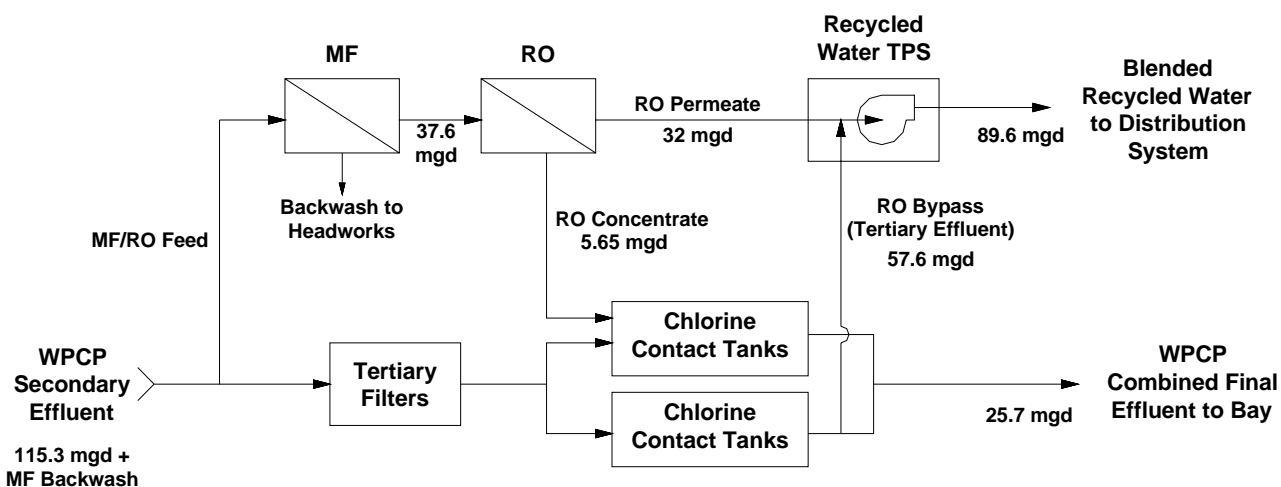 MF
RO
Recycled
Water TPS
RO Permeate
32 mgd
37.6
mgd
89.6 mgd
Blended
Recycled Water
to Distribution
System
Backwash to
Headworks
MF/RO Feed
RO Concentrate
5.65 mgd
RO Bypass
(Tertiary Effluent)
57.6 mgd
WPCP
Secondary
Effluent
115.3 mgd +
MF Backwash
Tertiary
Filters
Chlorine
Contact Tanks
Chlorine
Contact Tanks
25.7 mgd
WPCP
Combined Final
Effluent to Bay